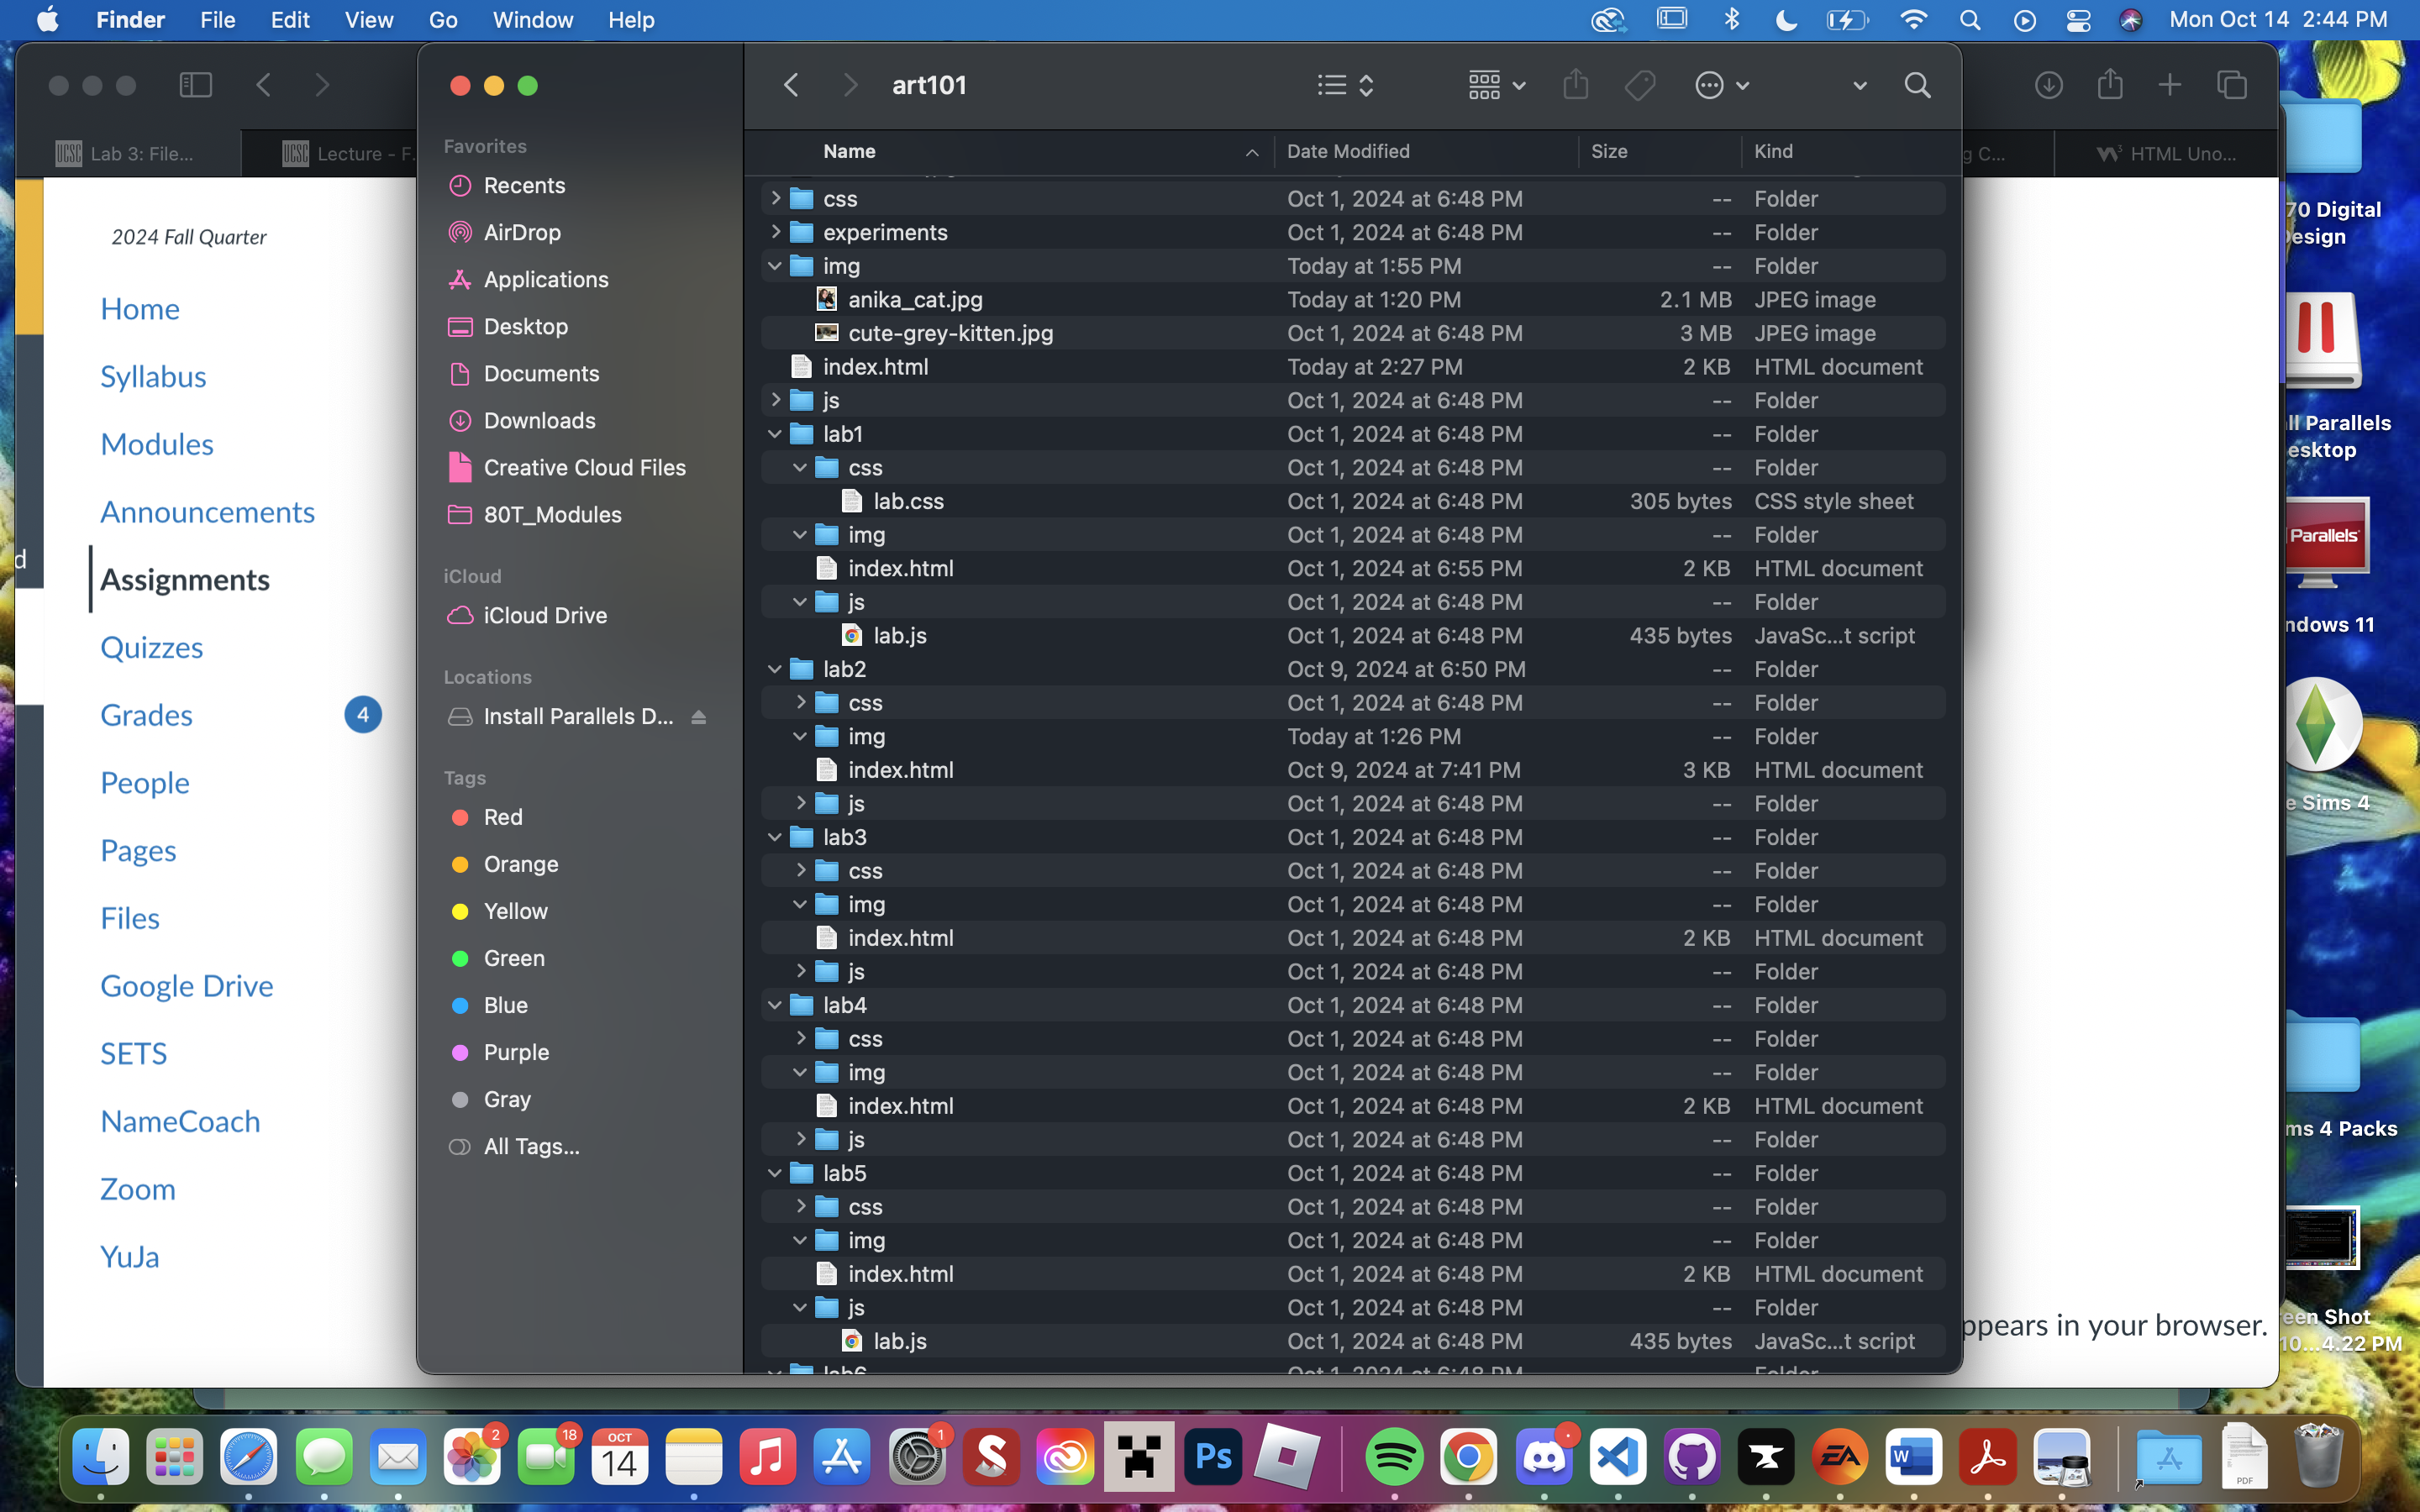 Finder File Edit View Go Window Help Mon Oct 14 2:44 PM
art101
UCSC Lab 3: File...
UCSC Lecture - F
g C...
HTML Uno...
2024 Fall Quarter
Home
Syllabus
Modules
Announcements
d
Assignments
Quizzes
Grades 4
People
Pages
Files
Google Drive
SETS
NameCoach
Zoom
YuJa
Favorites
Recents
AirDrop
Applications
Desktop
Documents
Downloads
Creative Cloud Files
80T_Modules
iCloud
iCloud Drive
Locations
Install Parallels D...
Tags
Red
Orange
Yellow
Green
Blue
Purple
Gray
All Tags...
Name Date Modified Size Kind
css Oct 1, 2024 at 6:48 PM -- Folder
experiments Oct 1, 2024 at 6:48 PM -- Folder
img Today at 1:55 PM -- Folder
anika_cat.jpg Today at 1:20 PM 2.1 MB JPEG image
cute-grey-kitten.jpg Oct 1, 2024 at 6:48 PM 3 MB JPEG image
index.html Today at 2:27 PM 2 KB HTML document
js Oct 1, 2024 at 6:48 PM -- Folder
lab1 Oct 1, 2024 at 6:48 PM -- Folder
css Oct 1, 2024 at 6:48 PM -- Folder
lab.css Oct 1, 2024 at 6:48 PM 305 bytes CSS style sheet
img Oct 1, 2024 at 6:48 PM -- Folder
index.html Oct 1, 2024 at 6:55 PM 2 KB HTML document
js Oct 1, 2024 at 6:48 PM -- Folder
lab.js Oct 1, 2024 at 6:48 PM 435 bytes JavaSc...t script
lab2 Oct 9, 2024 at 6:50 PM -- Folder
css Oct 1, 2024 at 6:48 PM -- Folder
img Today at 1:26 PM -- Folder
index.html Oct 9, 2024 at 7:41 PM 3 KB HTML document
js Oct 1, 2024 at 6:48 PM -- Folder
lab3 Oct 1, 2024 at 6:48 PM -- Folder
css Oct 1, 2024 at 6:48 PM -- Folder
img Oct 1, 2024 at 6:48 PM -- Folder
index.html Oct 1, 2024 at 6:48 PM 2 KB HTML document
js Oct 1, 2024 at 6:48 PM -- Folder
lab4 Oct 1, 2024 at 6:48 PM -- Folder
css Oct 1, 2024 at 6:48 PM -- Folder
img Oct 1, 2024 at 6:48 PM -- Folder
index.html Oct 1, 2024 at 6:48 PM 2 KB HTML document
js Oct 1, 2024 at 6:48 PM -- Folder
lab5 Oct 1, 2024 at 6:48 PM -- Folder
css Oct 1, 2024 at 6:48 PM -- Folder
img Oct 1, 2024 at 6:48 PM -- Folder
index.html Oct 1, 2024 at 6:48 PM 2 KB HTML document
js Oct 1, 2024 at 6:48 PM -- Folder
lab.js Oct 1, 2024 at 6:48 PM 435 bytes JavaSc...t script
lab6 Oct 1, 2024 at 6:48 PM -- Folder
ppears in your browser.
70 Digital
esign
ll Parallels
esktop
Parallels
ndows 11
e Sims 4
ms 4 Packs
een Shot
10...4.22 PM
2
18
OCT
14
1
Ps
EA
W
PDF